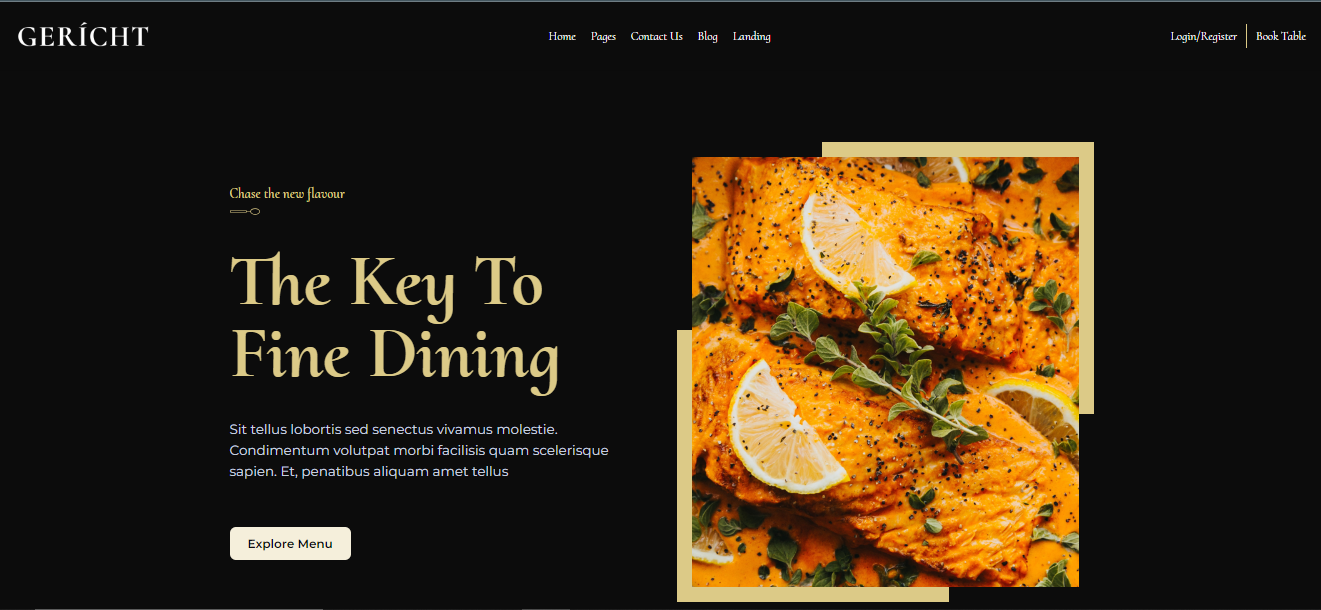 GERÍCHT
Home Pages Contact Us Blog Landing
Login/Register Book Table
Chase the new flavour
The Key To
Fine Dining
Sit tellus lobortis sed senectus vivamus molestie.
Condimentum volutpat morbi facilisis quam scelerisque
sapien. Et, penatibus aliquam amet tellus
Explore Menu